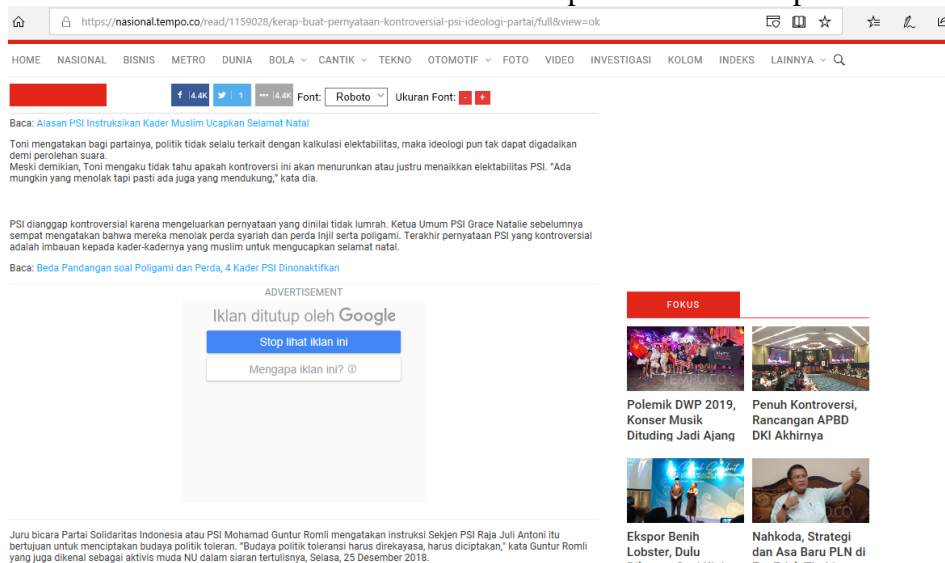 https://nasional.tempo.co/read/1159028/kerap-buat-pernyataan-kontroversial-psi-ideologi-partai/full&view=ok
HOME NASIONAL BISNIS METRO DUNIA BOLA CANTIK TEKNO OTOMOTIF FOTO VIDEO INVESTIGASI KOLOM INDEKS LAINNYA
4.4K 1 4.4K Font: Roboto Ukuran Font: - +
Baca: Alasan PSI Instruksikan Kader Muslim Ucapkan Selamat Natal
Toni mengatakan bagi partainya, politik tidak selalu terkait dengan kalkulasi elektabilitas, maka ideologi pun tak dapat digadaikan
demi perolehan suara.
Meski demikian, Toni mengaku tidak tahu apakah kontroversi ini akan menurunkan atau justru menaikkan elektabilitas PSI. "Ada
mungkin yang menolak tapi pasti ada juga yang mendukung," kata dia.
PSI dianggap kontroversial karena mengeluarkan pernyataan yang dinilai tidak lumrah. Ketua Umum PSI Grace Natalie sebelumnya
sempat mengatakan bahwa mereka menolak perda syariah dan perda Injil serta poligami. Terakhir pernyataan PSI yang kontroversial
adalah imbauan kepada kader-kadernya yang muslim untuk mengucapkan selamat natal.
Baca: Beda Pandangan soal Poligami dan Perda, 4 Kader PSI Dinonaktifkan
ADVERTISEMENT
Iklan ditutup oleh Google
Stop lihat iklan ini
Mengapa iklan ini?
FOKUS
Polemik DWP 2019,
Konser Musik
Dituding Jadi Ajang
Penuh Kontroversi,
Rancangan APBD
DKI Akhirnya
Ekspor Benih
Lobster, Dulu
Nahkoda, Strategi
dan Asa Baru PLN di
Juru bicara Partai Solidaritas Indonesia atau PSI Mohamad Guntur Romli mengatakan instruksi Sekjen PSI Raja Juli Antoni itu
bertujuan untuk menciptakan budaya politik toleran. "Budaya politik toleransi harus direkayasa, harus diciptakan," kata Guntur Romli
yang juga dikenal sebagai aktivis muda NU dalam siaran tertulisnya, Selasa, 25 Desember 2018.